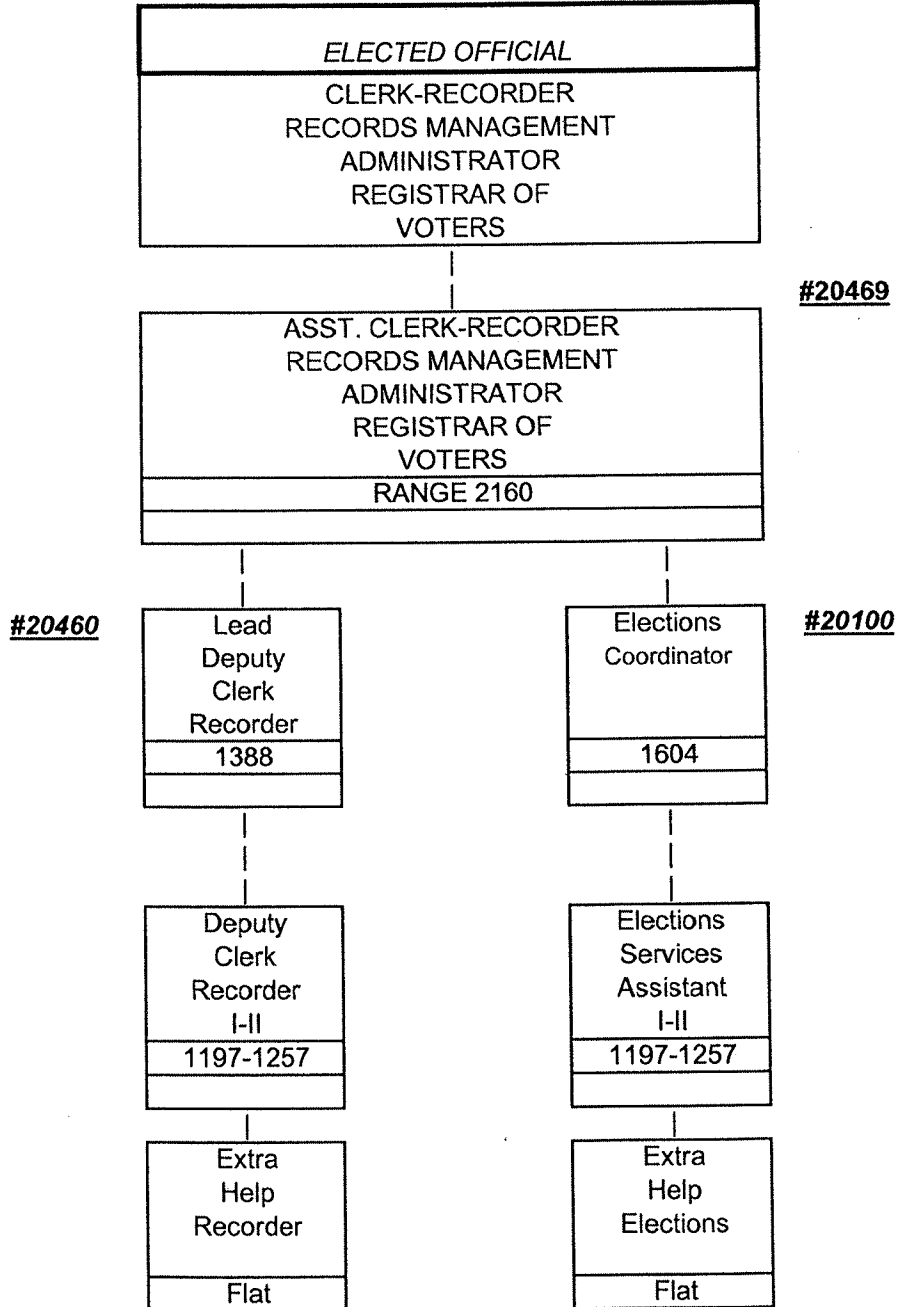 ELECTED OFFICIAL
CLERK-RECORDER
RECORDS MANAGEMENT
ADMINISTRATOR
REGISTRAR OF
VOTERS
#20469
ASST. CLERK-RECORDER
RECORDS MANAGEMENT
ADMINISTRATOR
REGISTRAR OF
VOTERS
RANGE 2160
#20460
Lead
Deputy
Clerk
Recorder
1388
Elections
Coordinator
1604
#20100
Deputy
Clerk
Recorder
I-II
1197-1257
Elections
Services
Assistant
I-II
1197-1257
Extra
Help
Recorder
Flat
Extra
Help
Elections
Flat